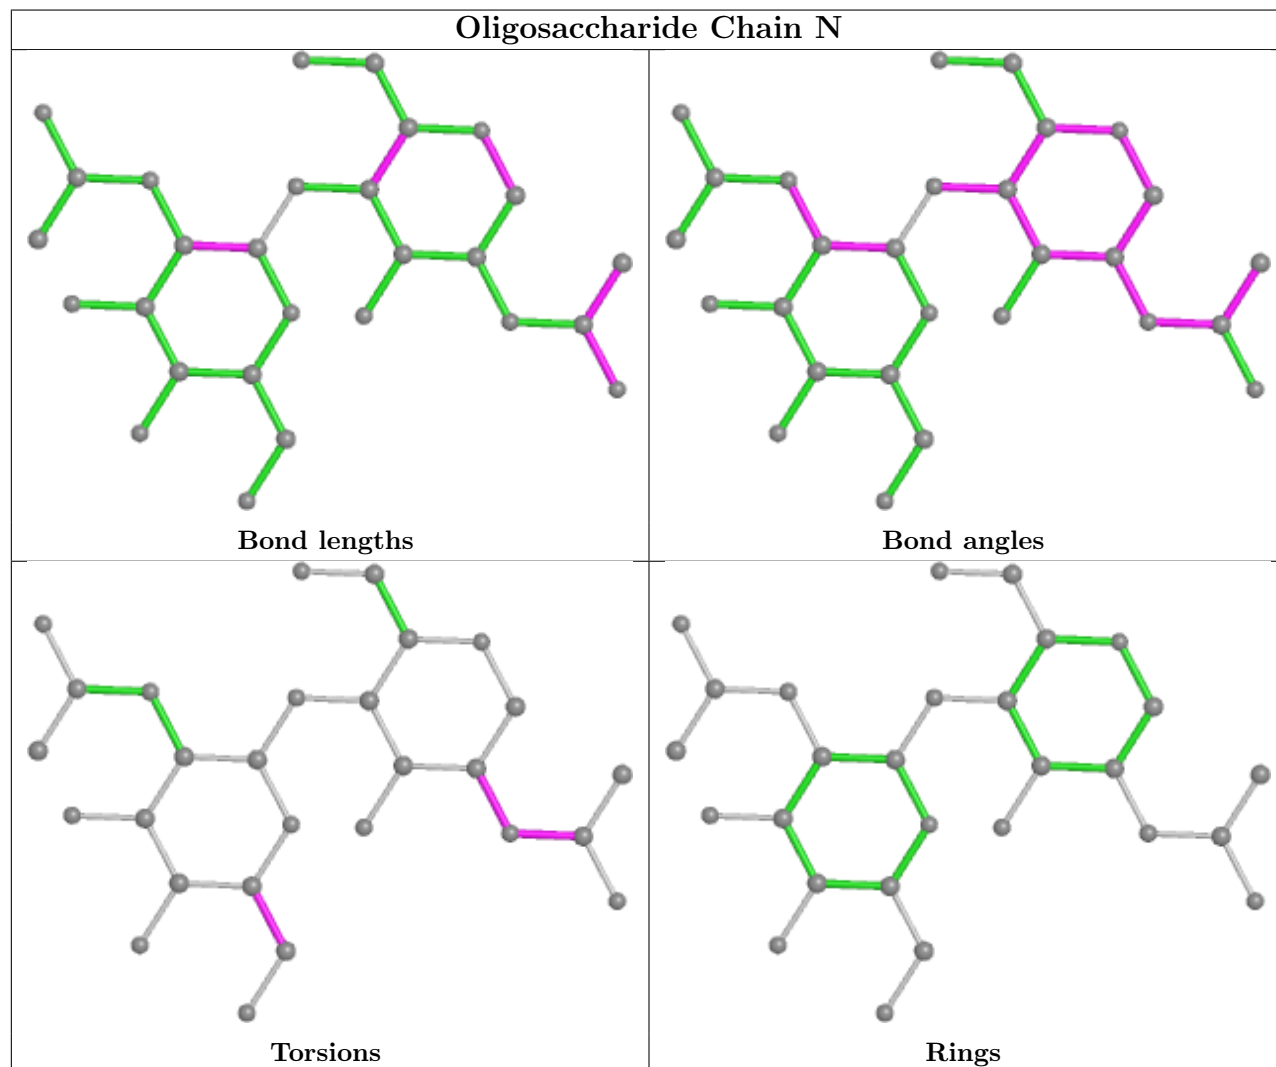 Oligosaccharide Chain N
Bond lengths
Bond angles
Torsions
Rings